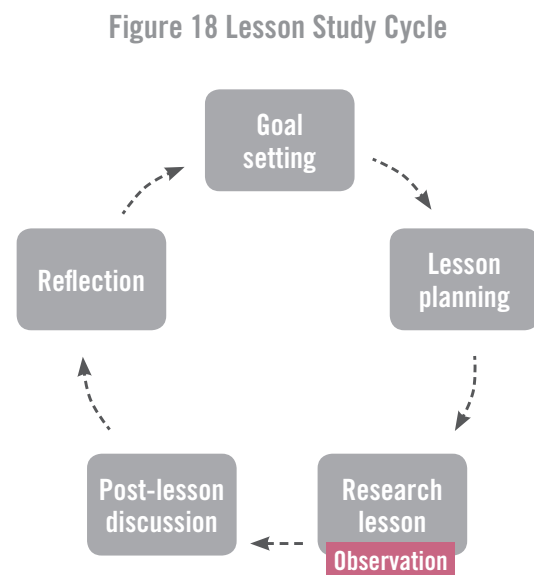 Figure 18 Lesson Study Cycle
Goal
setting
Lesson
planning
Research
lesson
Observation
Post-lesson
discussion
Reflection